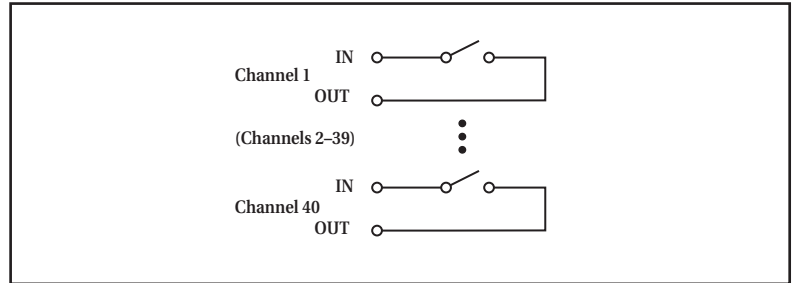 IN
Channel 1
OUT
(Channels 2–39)
IN
Channel 40
OUT